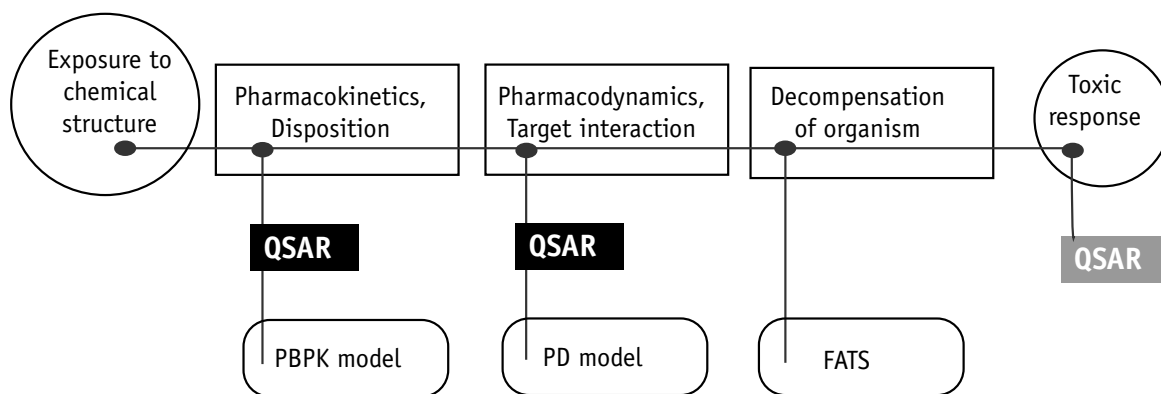 Exposure to
chemical
structure
Pharmacokinetics,
Disposition
Pharmacodynamics,
Target interaction
Decompensation
of organism
Toxic
response
QSAR
QSAR
QSAR
PBPK model
PD model
FATS